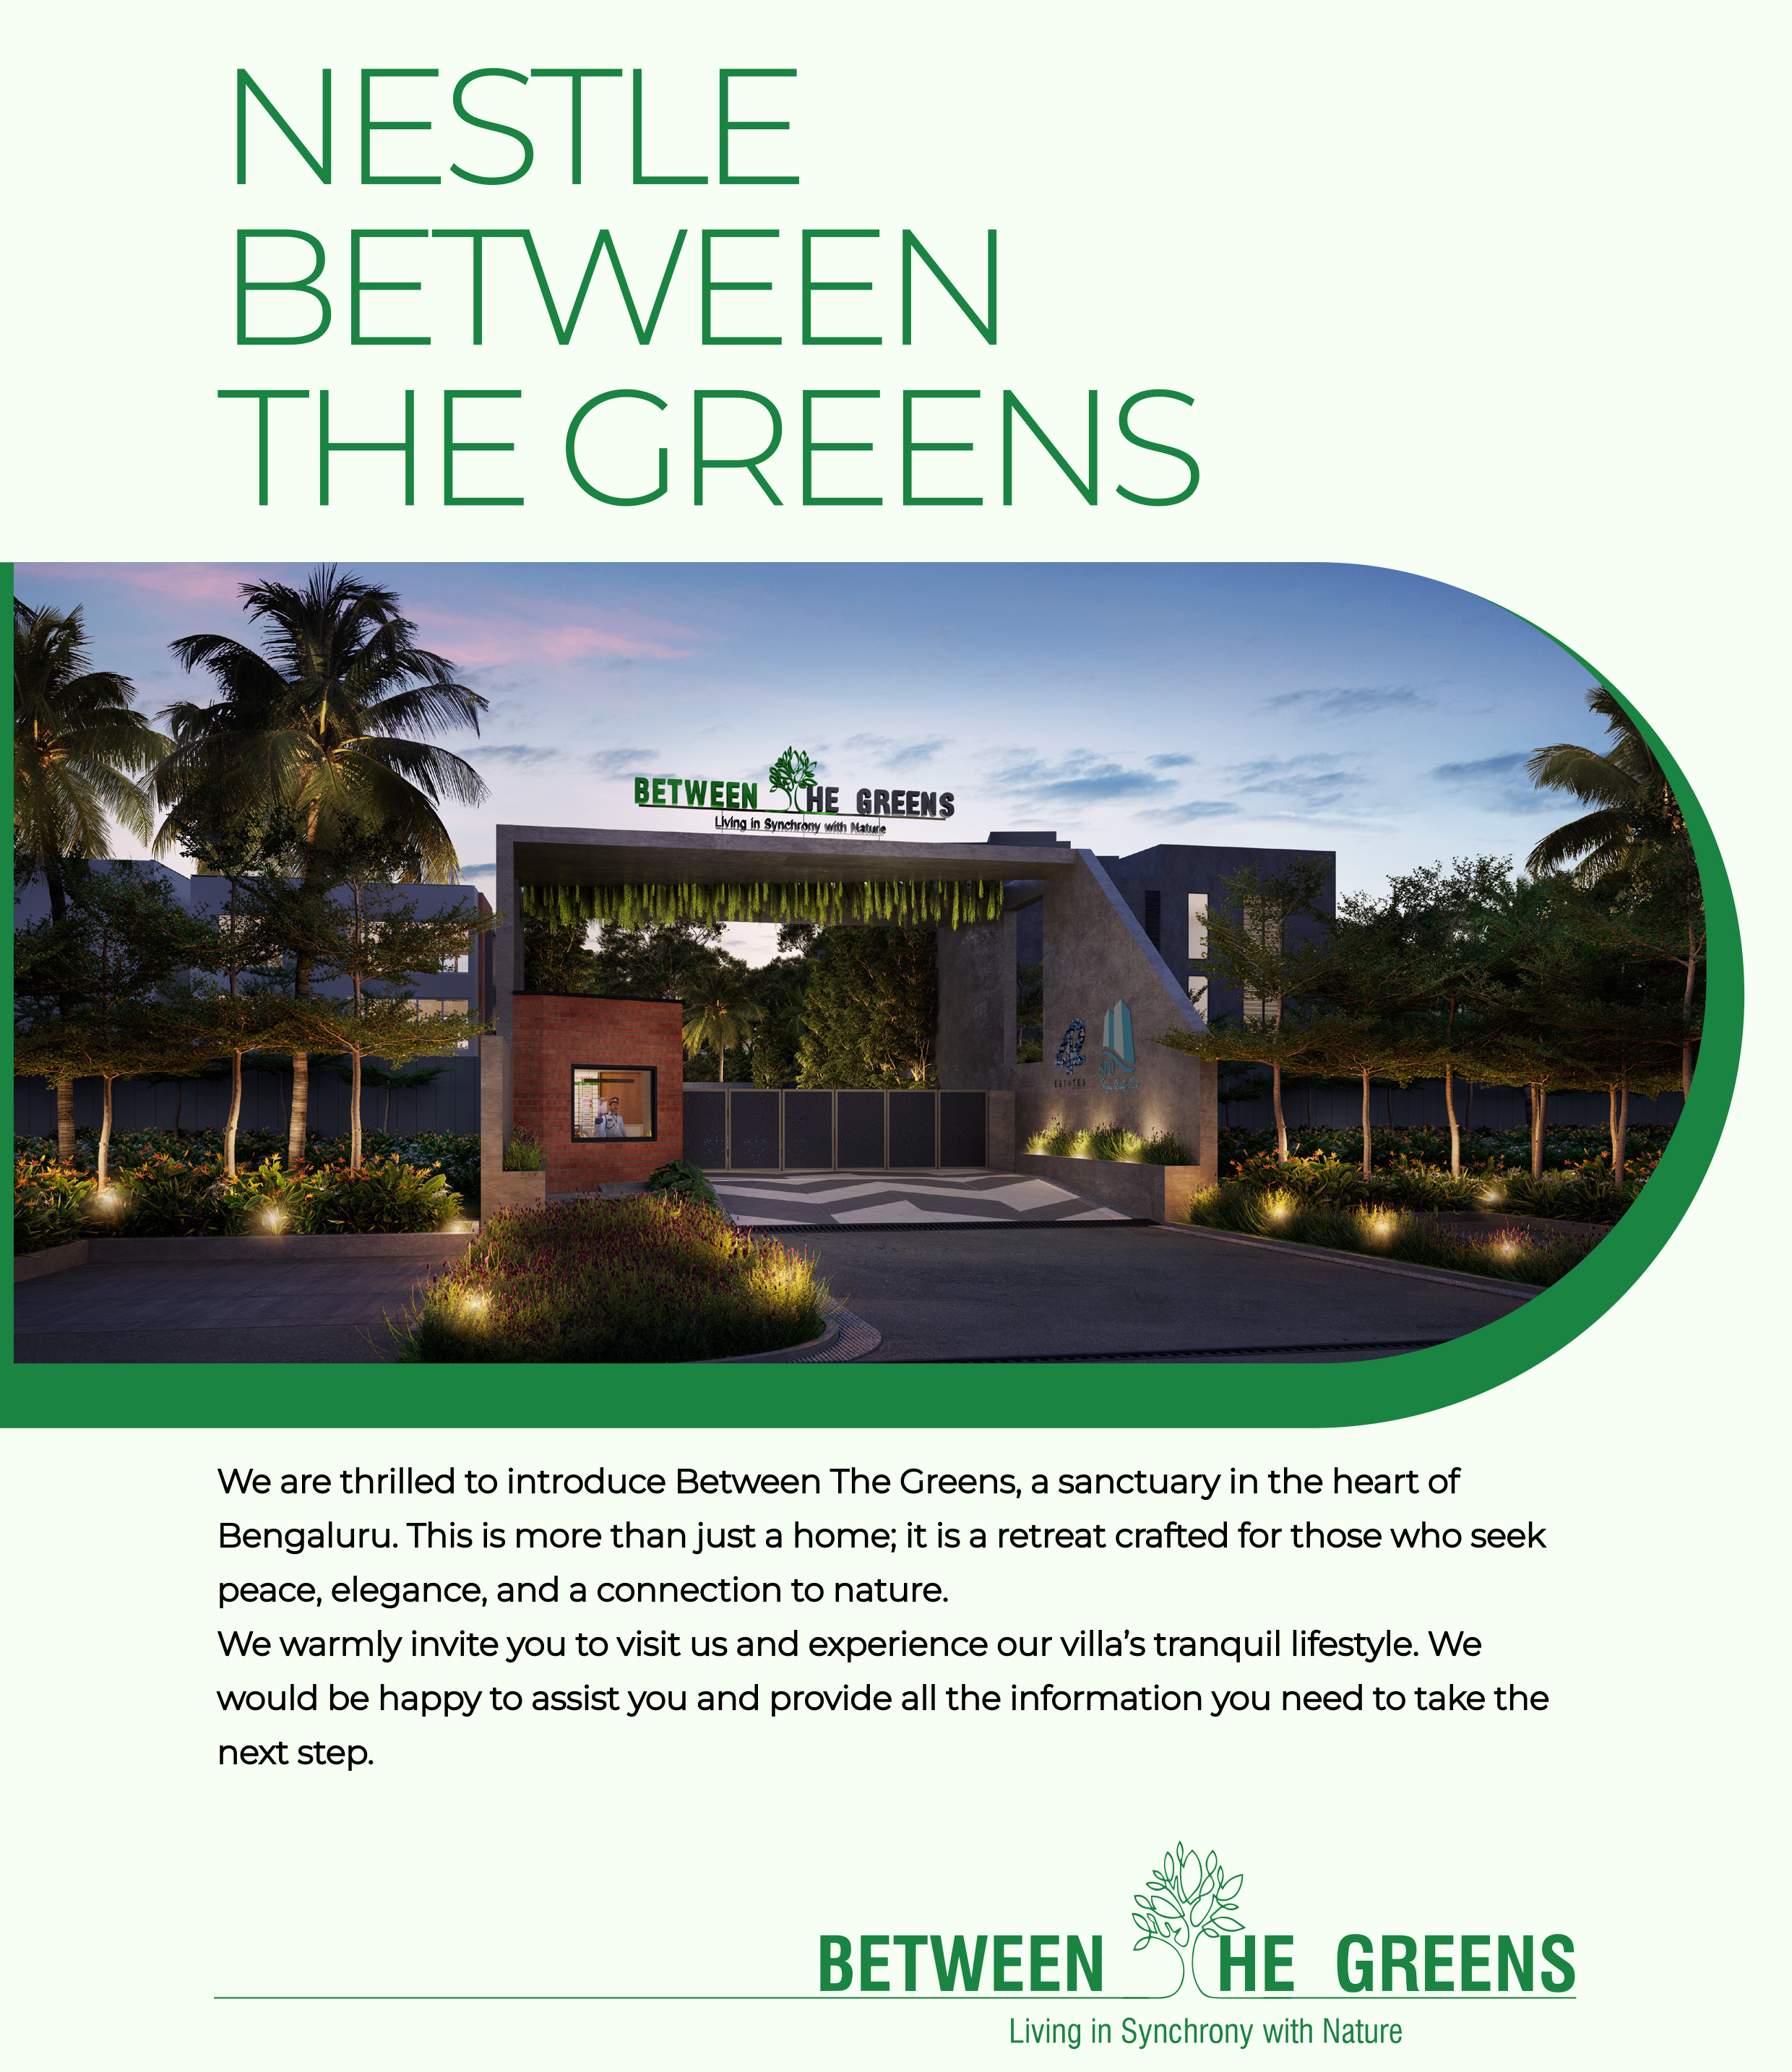 NESTLE
BETWEEN
THE GREENS
BETWEEN HE GREENS
Living in Synchrony with Nature
ESTATES
We are thrilled to introduce Between The Greens, a sanctuary in the heart of
Bengaluru. This is more than just a home; it is a retreat crafted for those who seek
peace, elegance, and a connection to nature.
We warmly invite you to visit us and experience our villa’s tranquil lifestyle. We
would be happy to assist you and provide all the information you need to take the
next step.
BETWEEN HE GREENS
Living in Synchrony with Nature